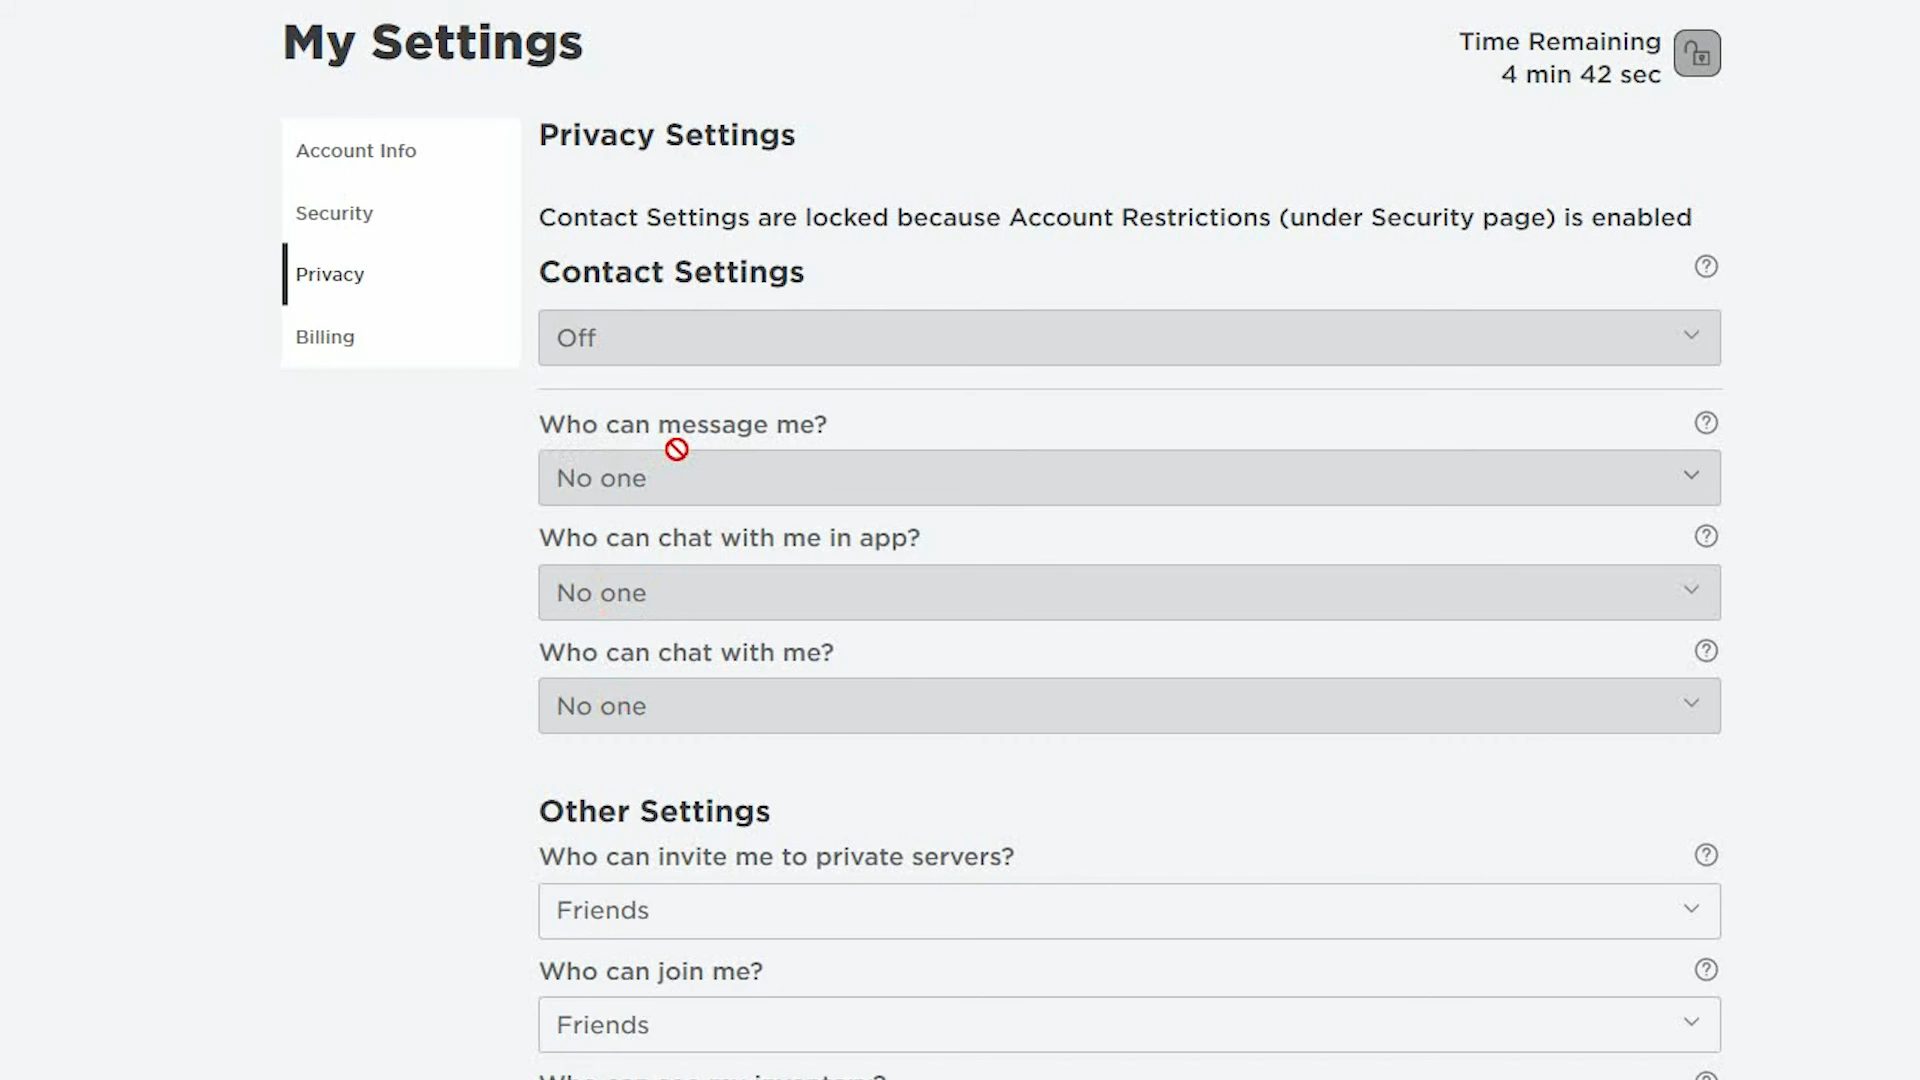 My Settings
Time Remaining
4 min 42 sec
Account Info
Security
Privacy
Billing
Privacy Settings
Contact Settings are locked because Account Restrictions (under Security page) is enabled
Contact Settings
Off
Who can message me?
No one
Who can chat with me in app?
No one
Who can chat with me?
No one
Other Settings
Who can invite me to private servers?
Friends
Who can join me?
Friends